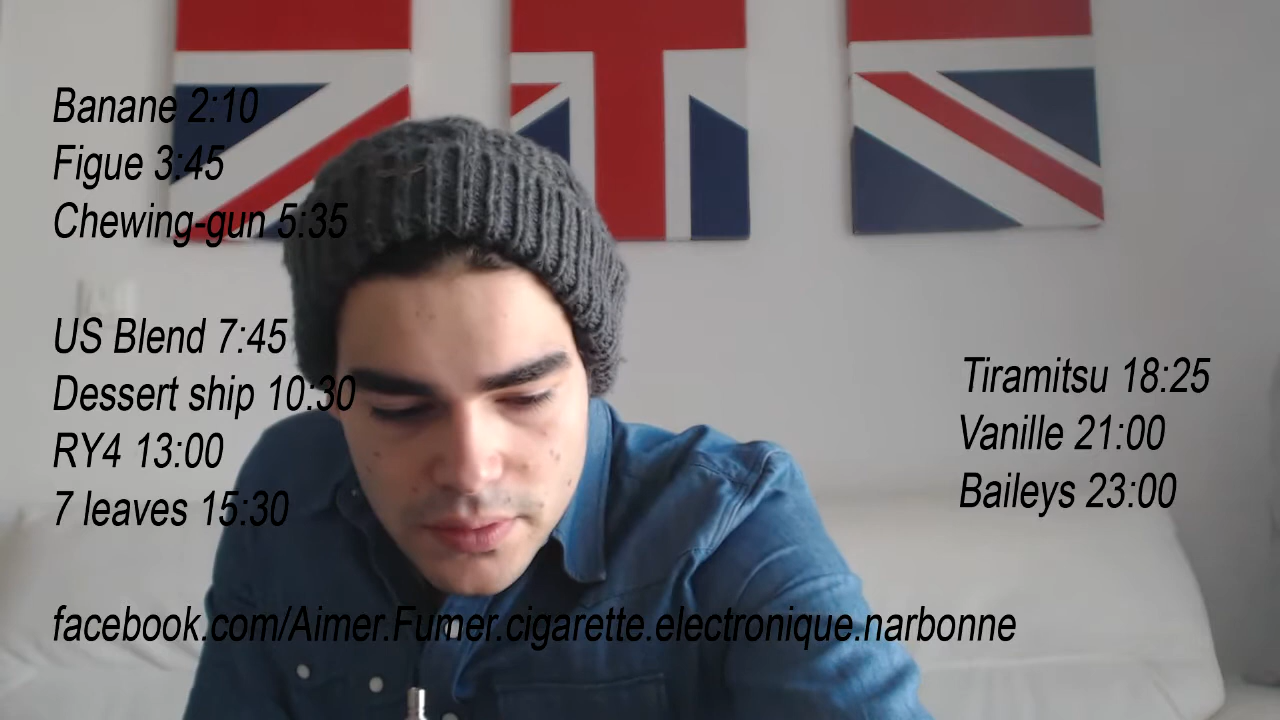 Banane 2:10
Figue 3:45
Chewing-gun 5:35
US Blend 7:45
Dessert ship 10:30
RY4 13:00
7 leaves 15:30
Tiramitsu 18:25
Vanille 21:00
Baileys 23:00
facebook.com/Aimer.Fumer.cigarette.electronique.narbonne